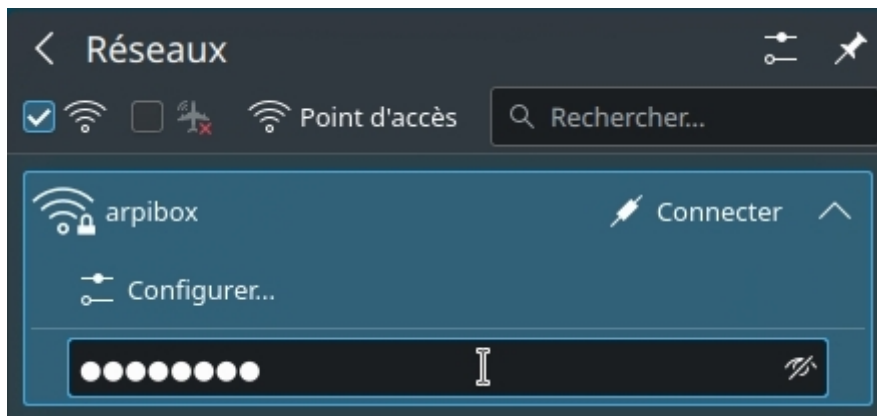 Réseaux
Point d'accès Rechercher...
arpibox Connecter
Configurer...
●●●●●●●●